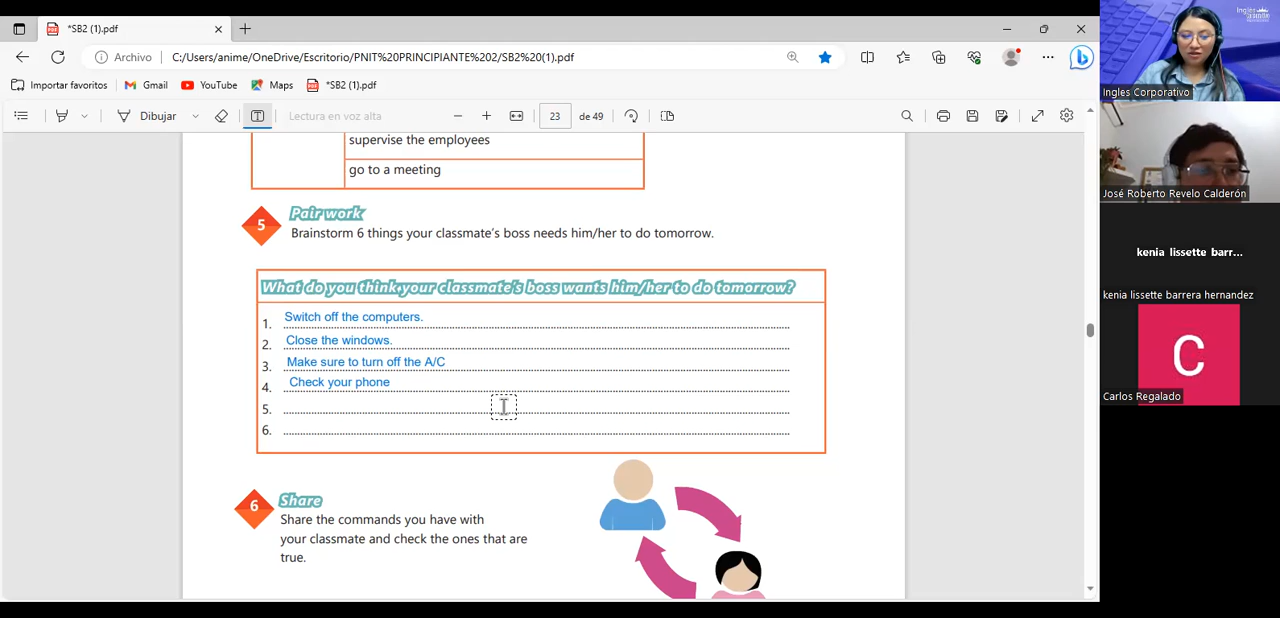 *SB2 (1).pdf
Archivo
C:/Users/anime/OneDrive/Escritorio/PNIT%20PRINCIPIANTE%202/SB2%20(1).pdf
Importar favoritos
Gmail
YouTube
Maps
*SB2 (1).pdf
Dibujar
Lectura en voz alta
23
de 49
supervise the employees
go to a meeting
5
Pair work
Brainstorm 6 things your classmate's boss needs him/her to do tomorrow.
What do you think your classmate's boss wants him/her to do tomorrow?
1. Switch off the computers.
2. Close the windows.
3. Make sure to turn off the A/C
4. Check your phone
5.
6.
6
Share
Share the commands you have with
your classmate and check the ones that are
true.
Ingles Corporativo
José Roberto Revelo Calderón
kenia lissette barr...
kenia lissette barrera hernandez
C
Carlos Regalado